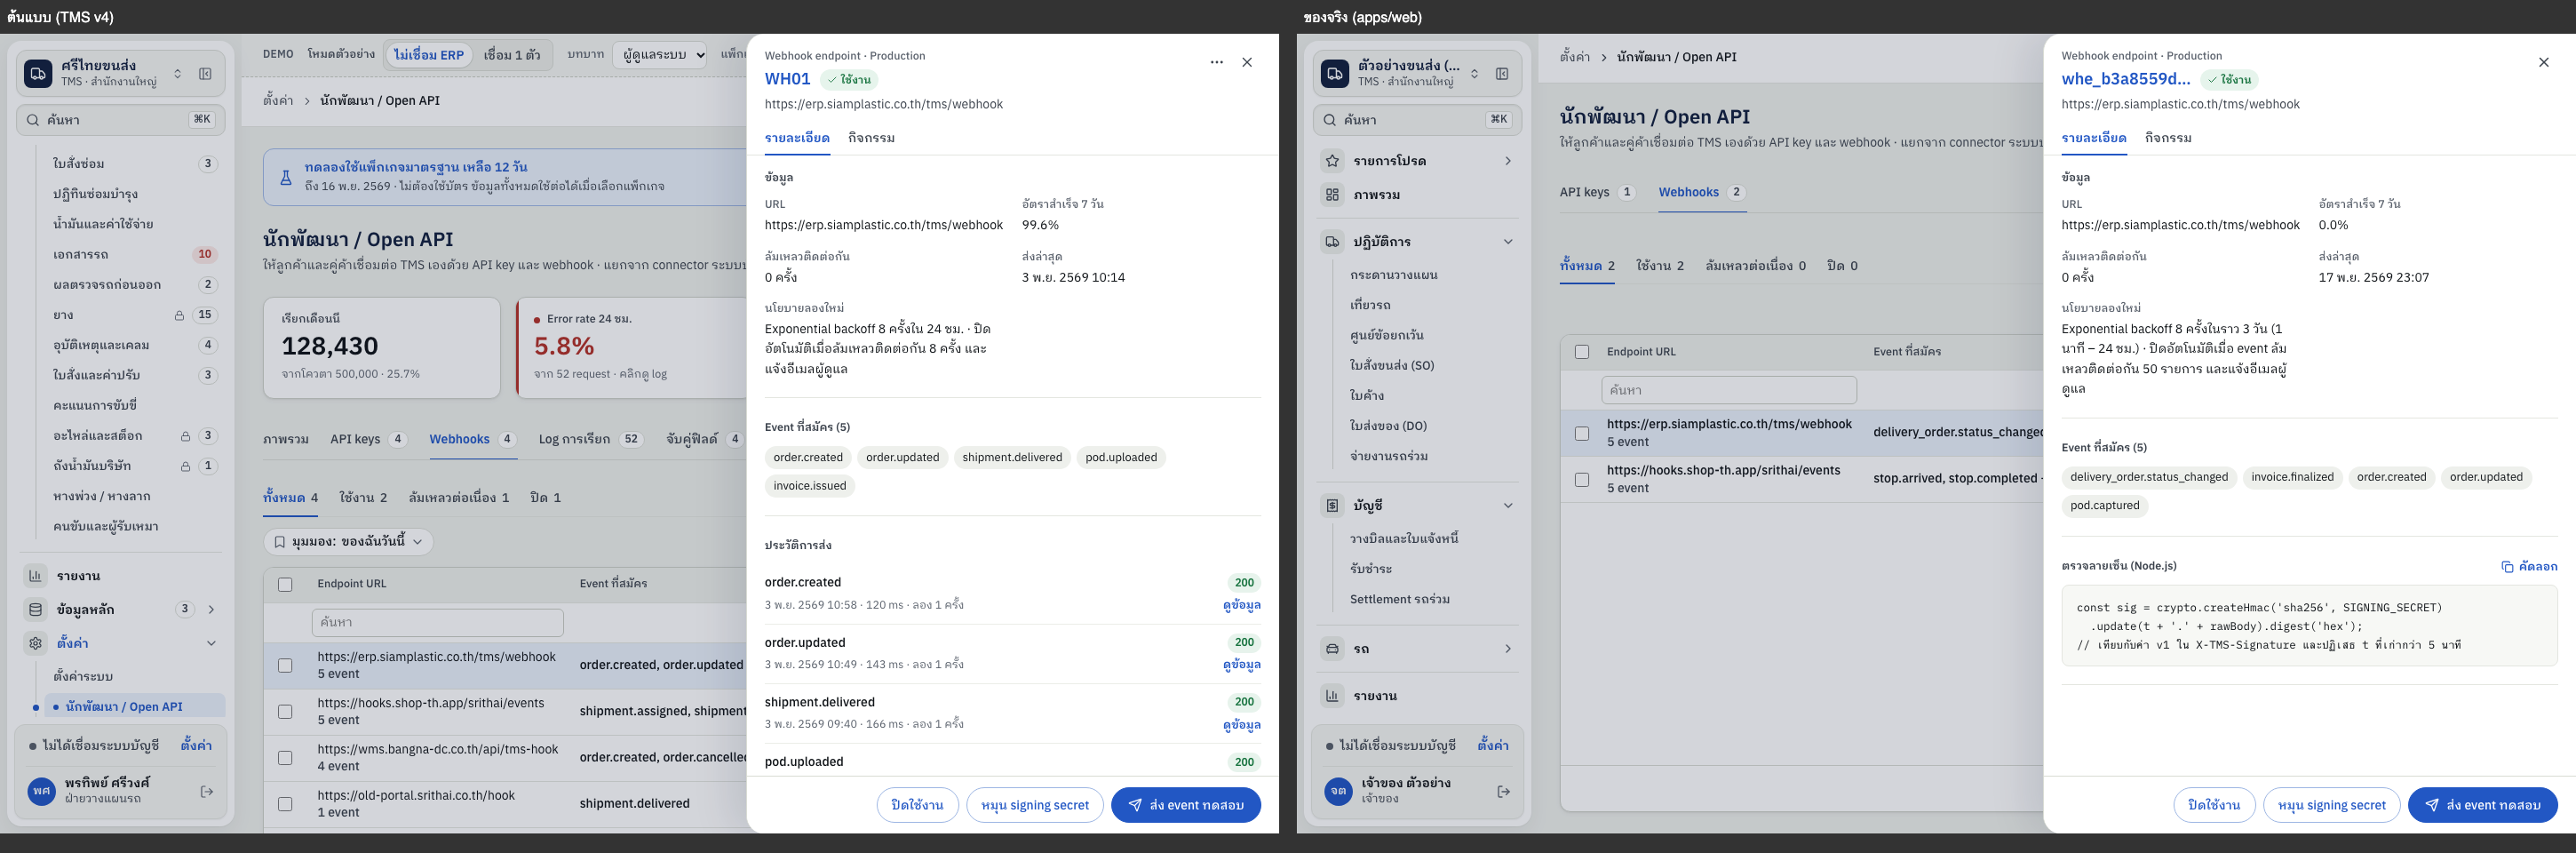 ต้นแบบ (TMS v4)
ศรีไทยขนส่ง
TMS · สำนักงานใหญ่
ค้นหา
⌘K
ใบสั่งซ่อม 3
ปฏิทินซ่อมบำรุง
น้ำมันและค่าใช้จ่าย
เอกสารรถ 10
ผลตรวจรถก่อนออก 2
ยาง 15
อุบัติเหตุและเคลม 4
ใบสั่งและค่าปรับ 3
คะแนนการขับขี่
อะไหล่และสต็อก 3
ถังน้ำมันบริษัท 1
หางพ่วง / หางลาก
คนขับและผู้รับเหมา
รายงาน
ข้อมูลหลัก 3
ตั้งค่า
ตั้งค่าระบบ
นักพัฒนา / Open API
ไม่ได้เชื่อมระบบบัญชี ตั้งค่า
พศ
พรทิพย์ ศรีวงศ์
ฝ่ายวางแผนรถ
DEMO โหมดตัวอย่าง ไม่เชื่อม ERP เชื่อม 1 ตัว บทบาท ผู้ดูแลระบบ
ตั้งค่า > นักพัฒนา / Open API
ทดลองใช้แพ็กเกจมาตรฐาน เหลือ 12 วัน
ถึง 16 พ.ย. 2569 · ไม่ต้องใช้บัตร ข้อมูลทั้งหมดใช้ต่อได้เมื่อเลือกแพ็กเกจ
นักพัฒนา / Open API
ให้ลูกค้าและคู่ค้าเชื่อมต่อ TMS เองด้วย API key และ webhook · แยกจาก connector ระบบบ
เรียกเดือนนี้
128,430
จากโควตา 500,000 · 25.7%
Error rate 24 ชม.
5.8%
จาก 52 request · คลิกดู log
ภาพรวม API keys 4 Webhooks 4 Log การเรียก 52 จับคู่ฟิลด์ 4
ทั้งหมด 4 ใช้งาน 2 ล้มเหลวต่อเนื่อง 1 ปิด 1
มุมมอง: ของฉันวันนี้
Endpoint URL Event ที่สมัคร
ค้นหา
https://erp.siamplastic.co.th/tms/webhook
5 event
order.created, order.updated
https://hooks.shop-th.app/srithai/events
5 event
shipment.assigned, shipment
https://wms.bangna-dc.co.th/api/tms-hook
4 event
order.created, order.cancelled
https://old-portal.srithai.co.th/hook
1 event
shipment.delivered
Webhook endpoint · Production
WH01 ใช้งาน
https://erp.siamplastic.co.th/tms/webhook
รายละเอียด กิจกรรม
ข้อมูล
URL
https://erp.siamplastic.co.th/tms/webhook
อัตราสำเร็จ 7 วัน
99.6%
ล้มเหลวติดต่อกัน
0 ครั้ง
ส่งล่าสุด
3 พ.ย. 2569 10:14
นโยบายลองใหม่
Exponential backoff 8 ครั้งใน 24 ชม. · ปิด
อัตโนมัติเมื่อล้มเหลวติดต่อกัน 8 ครั้ง และ
แจ้งอีเมลผู้ดูแล
Event ที่สมัคร (5)
order.created order.updated shipment.delivered pod.uploaded
invoice.issued
ประวัติการส่ง
order.created 200
3 พ.ย. 2569 10:58 · 120 ms · ลอง 1 ครั้ง ดูข้อมูล
order.updated 200
3 พ.ย. 2569 10:49 · 143 ms · ลอง 1 ครั้ง ดูข้อมูล
shipment.delivered 200
3 พ.ย. 2569 09:40 · 166 ms · ลอง 1 ครั้ง ดูข้อมูล
pod.uploaded 200
ปิดใช้งาน หมุน signing secret ส่ง event ทดสอบ
ของจริง (apps/web)
ตัวอย่างขนส่ง (...
TMS · สำนักงานใหญ่
ค้นหา
⌘K
รายการโปรด
ภาพรวม
ปฏิบัติการ
กระดานวางแผน
เที่ยวรถ
ศูนย์ข้อยกเว้น
ใบสั่งขนส่ง (SO)
ใบค้าง
ใบส่งของ (DO)
จ่ายงานรถร่วม
บัญชี
วางบิลและใบแจ้งหนี้
รับชำระ
Settlement รถร่วม
รถ
รายงาน
ไม่ได้เชื่อมระบบบัญชี ตั้งค่า
จต
เจ้าของ ตัวอย่าง
เจ้าของ
ตั้งค่า > นักพัฒนา / Open API
นักพัฒนา / Open API
ให้ลูกค้าและคู่ค้าเชื่อมต่อ TMS เองด้วย API key และ webhook · แยกจาก connector ระบบบ
API keys 1 Webhooks 2
ทั้งหมด 2 ใช้งาน 2 ล้มเหลวต่อเนื่อง 0 ปิด 0
Endpoint URL Event ที่สมัคร
ค้นหา
https://erp.siamplastic.co.th/tms/webhook
5 event
delivery_order.status_changed
https://hooks.shop-th.app/srithai/events
5 event
stop.arrived, stop.completed
Webhook endpoint · Production
whe_b3a8559d... ใช้งาน
https://erp.siamplastic.co.th/tms/webhook
รายละเอียด กิจกรรม
ข้อมูล
URL
https://erp.siamplastic.co.th/tms/webhook
อัตราสำเร็จ 7 วัน
0.0%
ล้มเหลวติดต่อกัน
0 ครั้ง
ส่งล่าสุด
17 พ.ย. 2569 23:07
นโยบายลองใหม่
Exponential backoff 8 ครั้งในราว 3 วัน (1
นาที – 24 ชม.) · ปิดอัตโนมัติเมื่อ event ล้ม
เหลวติดต่อกัน 50 รายการ และแจ้งอีเมลผู้
ดูแล
Event ที่สมัคร (5)
delivery_order.status_changed invoice.finalized order.created order.updated
pod.captured
ตรวจลายเซ็น (Node.js) คัดลอก
const sig = crypto.createHmac('sha256', SIGNING_SECRET)
.update(t + '.' + rawBody).digest('hex');
// เทียบกับค่า v1 ใน X-TMS-Signature และปฏิเสธ t ที่เก่ากว่า 5 นาที
ปิดใช้งาน หมุน signing secret ส่ง event ทดสอบ